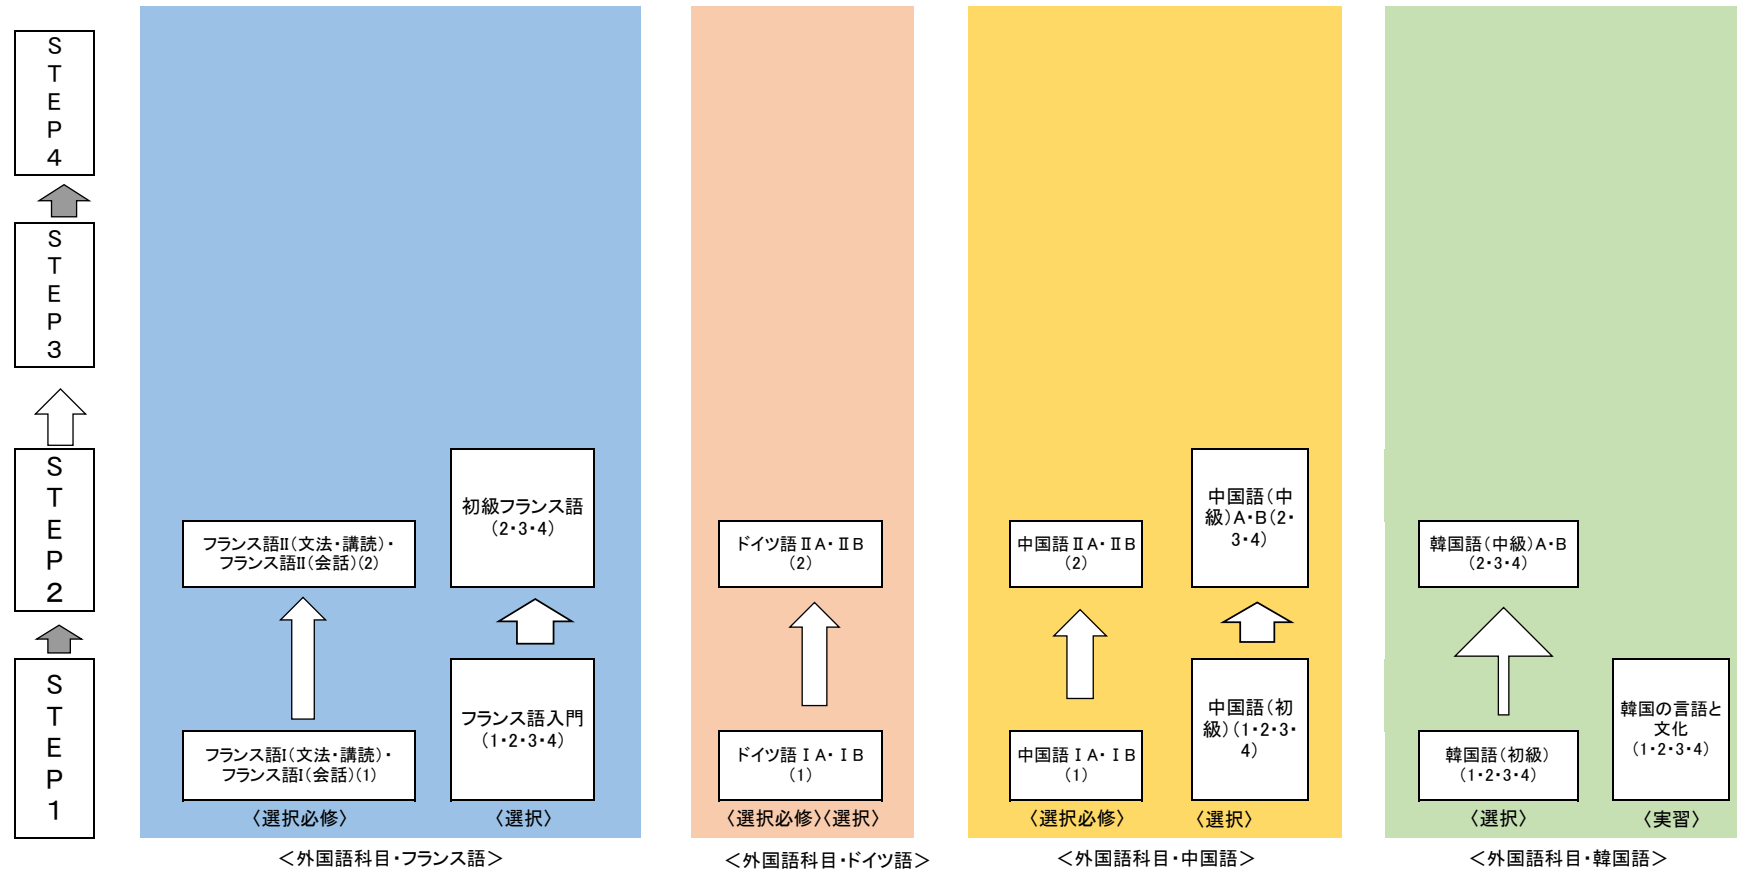 STEP4
STEP3
STEP2
STEP1
初級フランス語
(2・3・4)
フランス語Ⅱ(文法・講読)・
フランス語Ⅱ(会話)(2)
フランス語入門
(1・2・3・4)
フランス語Ⅰ(文法・講読)・
フランス語Ⅰ(会話)(1)
〈選択必修〉
〈選択〉
＜外国語科目・フランス語＞
ドイツ語ⅡA・ⅡB
(2)
ドイツ語ⅠA・ⅠB
(1)
〈選択必修〉〈選択〉
＜外国語科目・ドイツ語＞
中国語(中
級)A・B(2・
3・4)
中国語ⅡA・ⅡB
(2)
中国語(初
級)(1・2・3・
4)
中国語ⅠA・ⅠB
(1)
〈選択必修〉
〈選択〉
＜外国語科目・中国語＞
韓国語(中級)A・B
(2・3・4)
韓国語(初級)
(1・2・3・4)
韓国の言語と
文化
(1・2・3・4)
〈選択〉
〈実習〉
＜外国語科目・韓国語＞